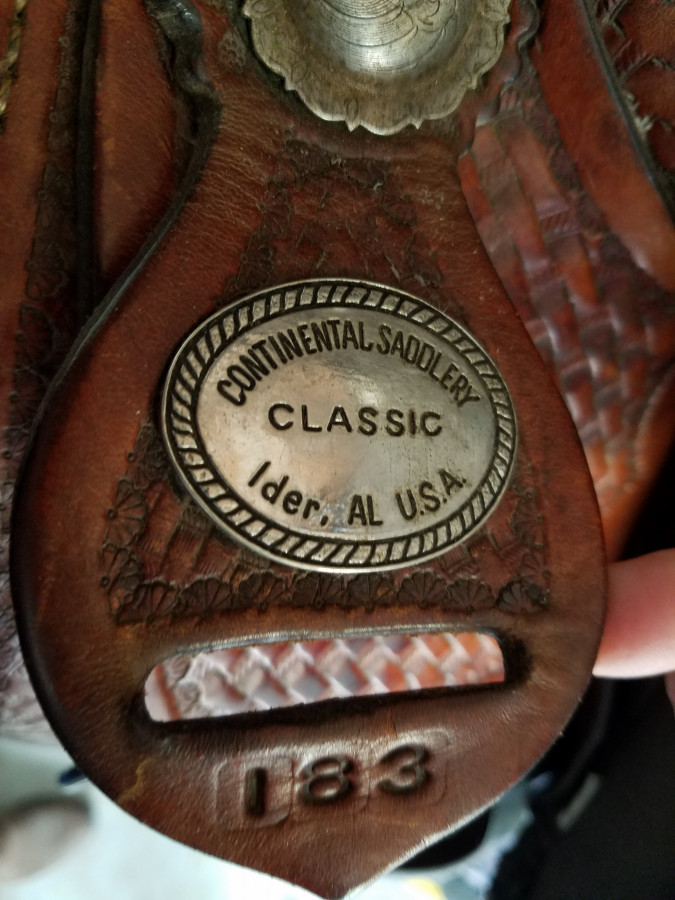 CONTINENTAL SADDLERY
CLASSIC
Ider, AL U.S.A.
183